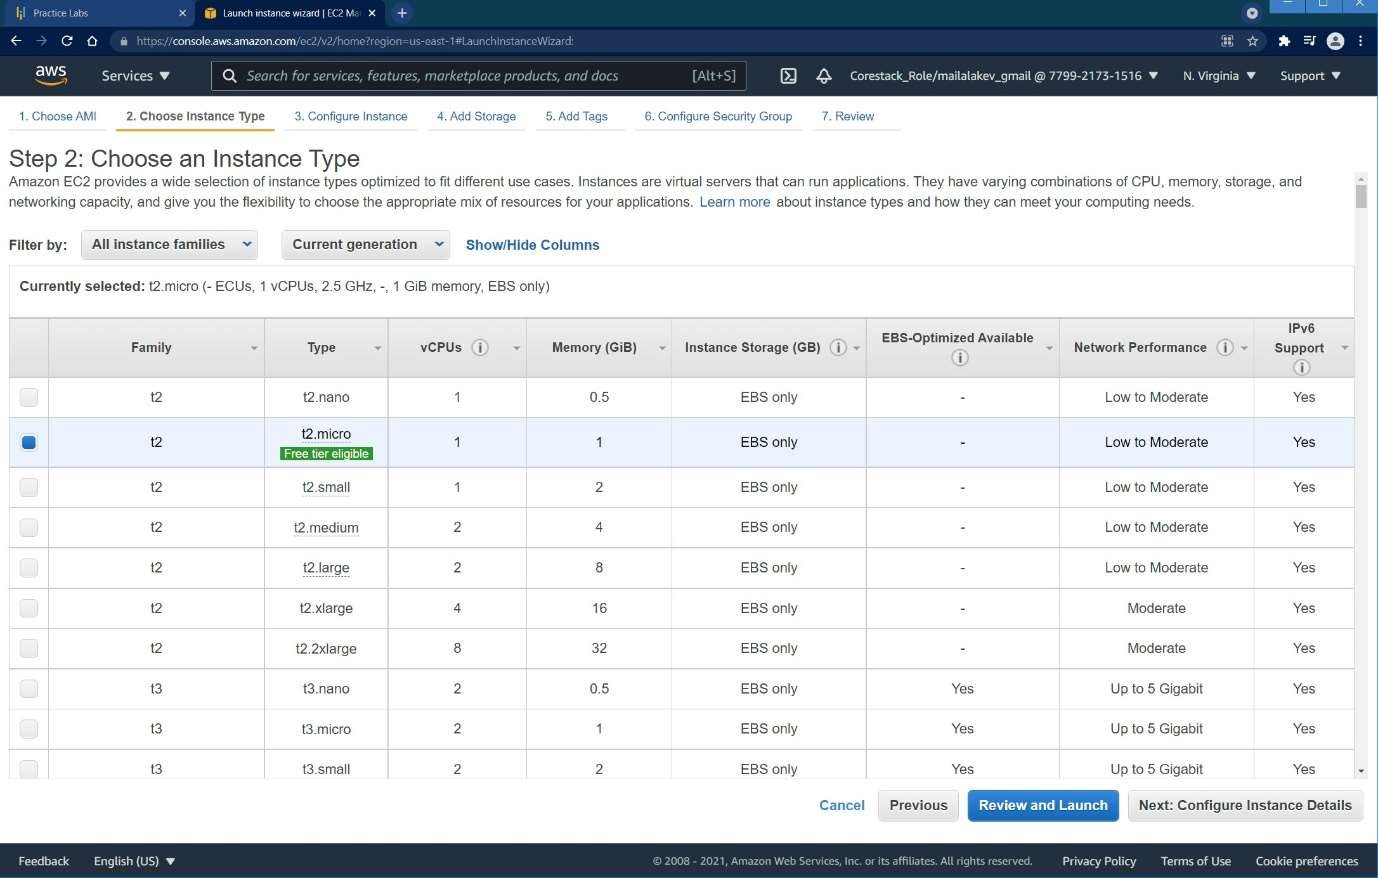 Practice Labs
Launch instance wizard | EC2 Ma
https://console.aws.amazon.com/ec2/v2/home?region=us-east-1#LaunchInstanceWizard:
aws
Services
Search for services, features, marketplace products, and docs
[Alt+S]
Corestack_Role/mailalakev_gmail @ 7799-2173-1516
N. Virginia
Support
1. Choose AMI
2. Choose Instance Type
3. Configure Instance
4. Add Storage
5. Add Tags
6. Configure Security Group
7. Review
Step 2: Choose an Instance Type
Amazon EC2 provides a wide selection of instance types optimized to fit different use cases. Instances are virtual servers that can run applications. They have varying combinations of CPU, memory, storage, and
networking capacity, and give you the flexibility to choose the appropriate mix of resources for your applications. Learn more about instance types and how they can meet your computing needs.
Filter by: All instance families Current generation Show/Hide Columns
Currently selected: t2.micro (- ECUs, 1 vCPUs, 2.5 GHz, -, 1 GiB memory, EBS only)
Family Type vCPUs Memory (GiB) Instance Storage (GB) EBS-Optimized Available Network Performance IPv6 Support
t2 t2.nano 1 0.5 EBS only - Low to Moderate Yes
t2 t2.micro 1 1 EBS only - Low to Moderate Yes
Free tier eligible
t2 t2.small 1 2 EBS only - Low to Moderate Yes
t2 t2.medium 2 4 EBS only - Low to Moderate Yes
t2 t2.large 2 8 EBS only - Low to Moderate Yes
t2 t2.xlarge 4 16 EBS only - Moderate Yes
t2 t2.2xlarge 8 32 EBS only - Moderate Yes
t3 t3.nano 2 0.5 EBS only Yes Up to 5 Gigabit Yes
t3 t3.micro 2 1 EBS only Yes Up to 5 Gigabit Yes
t3 t3.small 2 2 EBS only Yes Up to 5 Gigabit Yes
Cancel Previous Review and Launch Next: Configure Instance Details
Feedback English (US) © 2008 - 2021, Amazon Web Services, Inc. or its affiliates. All rights reserved. Privacy Policy Terms of Use Cookie preferences